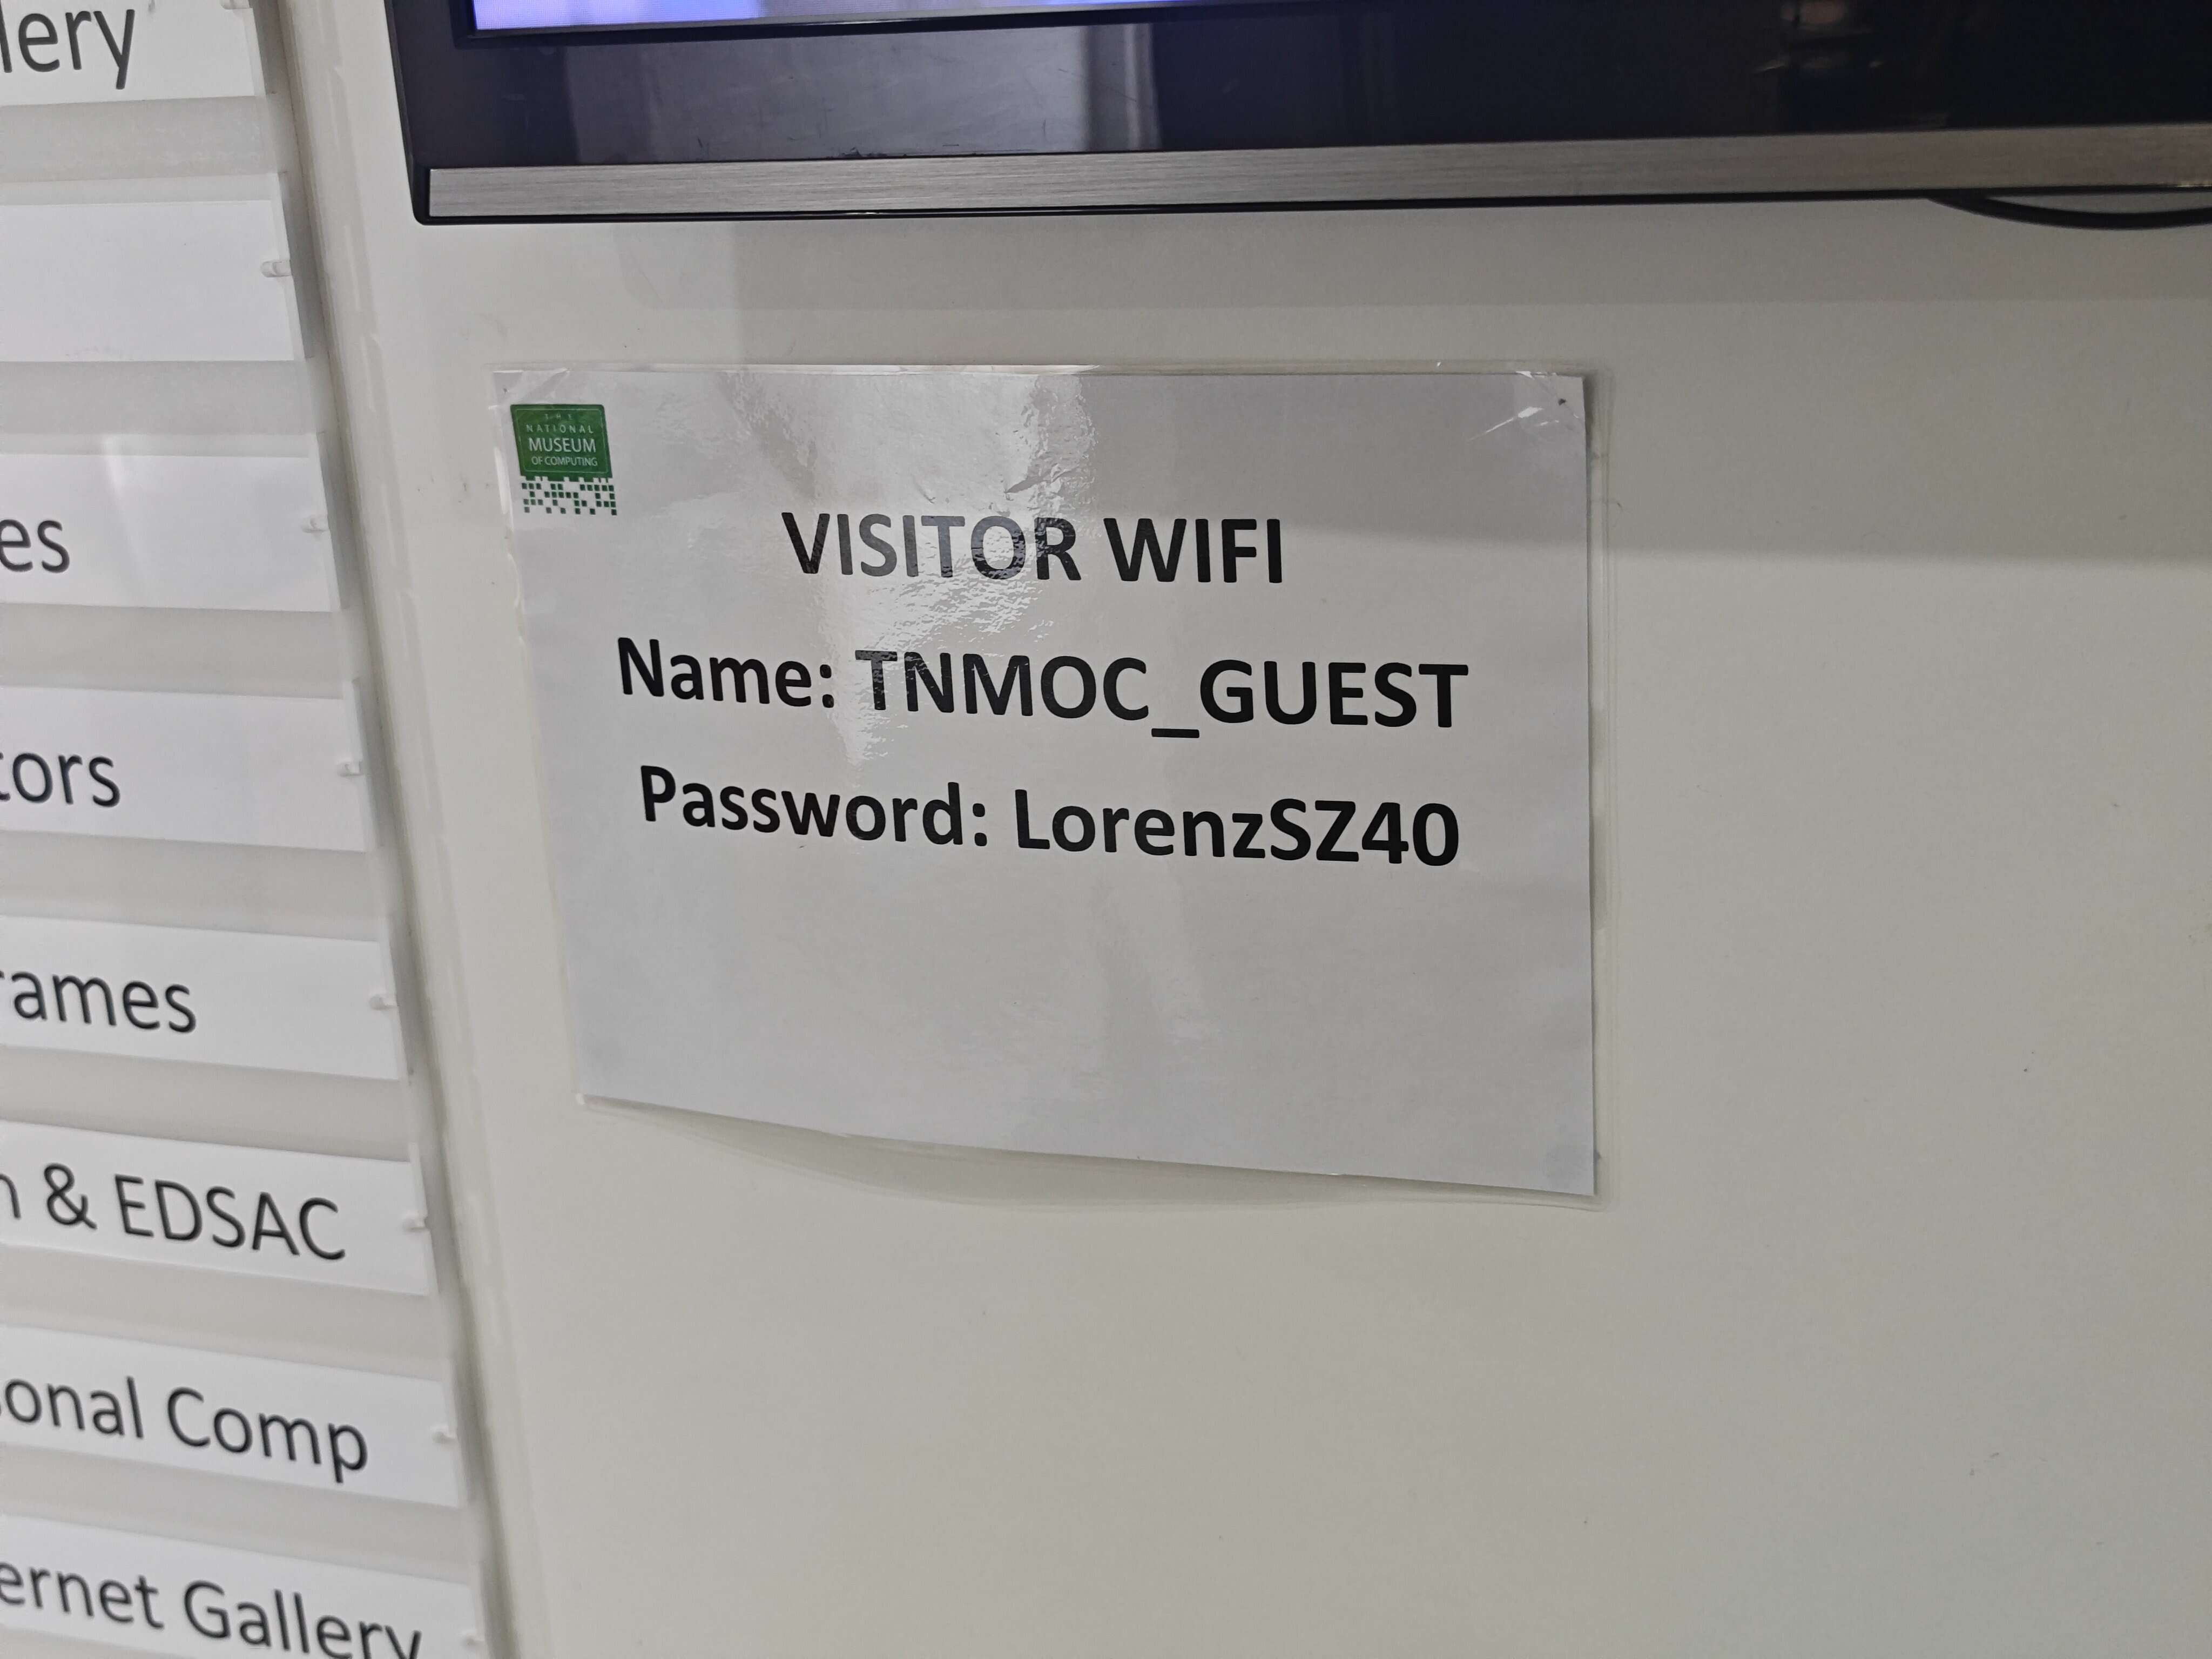 lery
es
tors
rames
& EDSAC
onal Comp
ernet Gallery
THE
NATIONAL
MUSEUM
OF COMPUTING
VISITOR WIFI
Name: TNMOC_GUEST
Password: LorenzSZ40